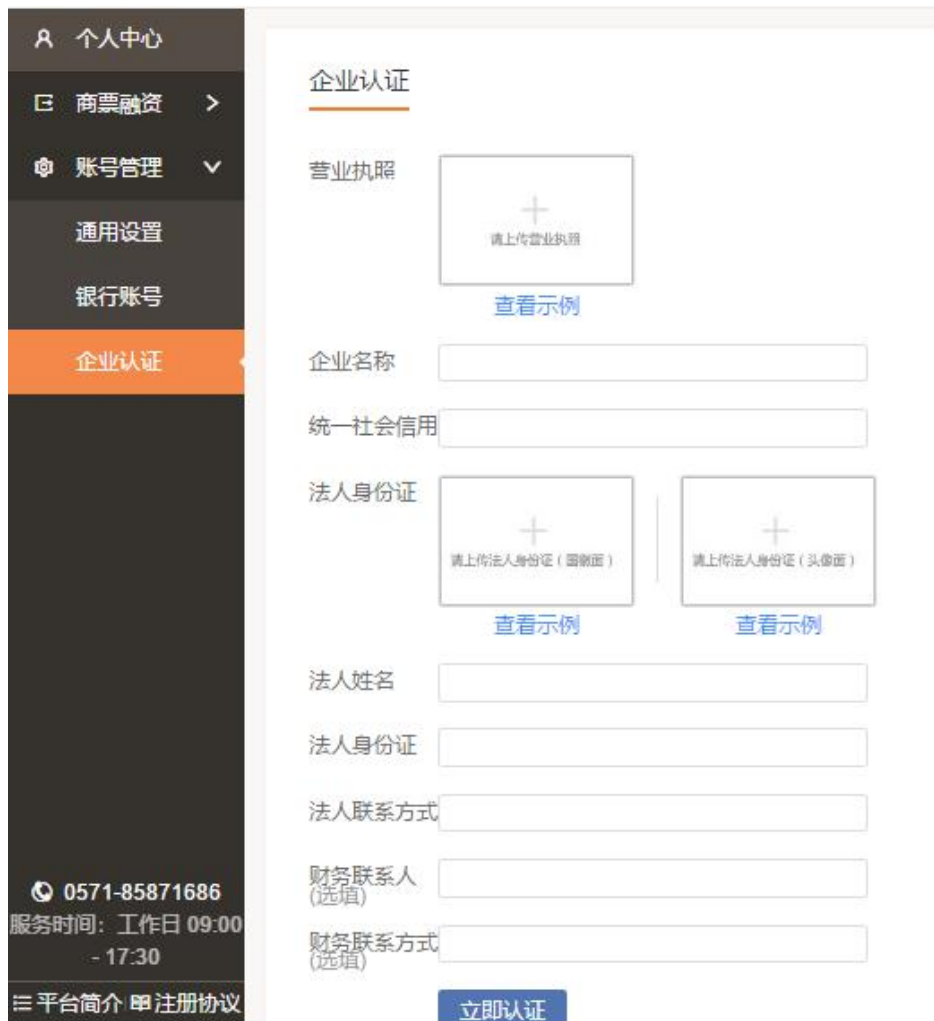 个人中心
商票融资
账号管理
通用设置
银行账号
企业认证
0571-85871686
服务时间：工作日 09:00
- 17:30
平台简介
注册协议
企业认证
营业执照
请上传营业执照
查看示例
企业名称
统一社会信用
法人身份证
请上传法人身份证（国徽面）
请上传法人身份证（头像面）
查看示例
查看示例
法人姓名
法人身份证
法人联系方式
财务联系人
(选填)
财务联系方式
(选填)
立即认证